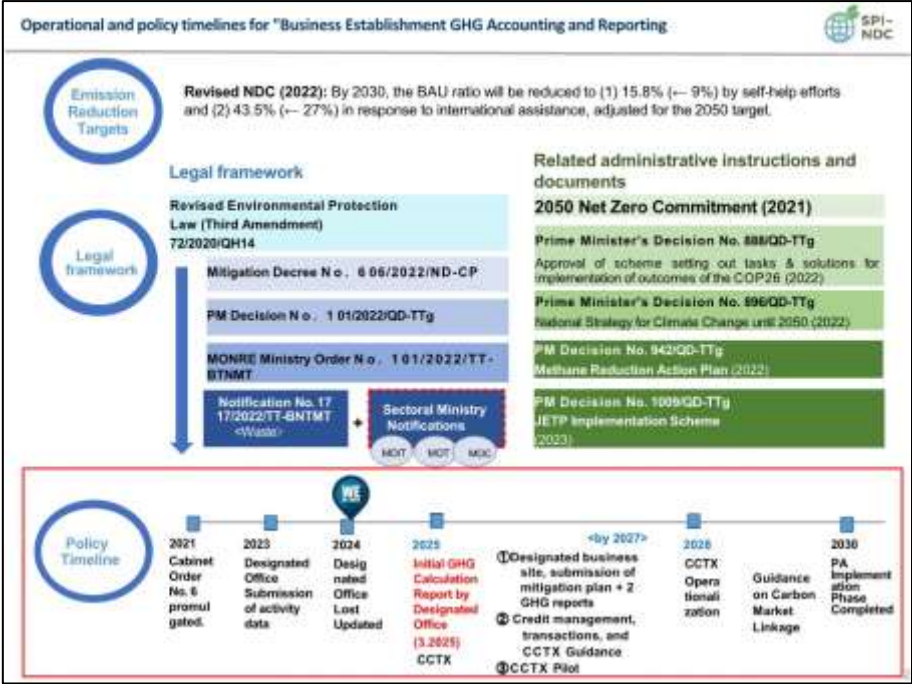 Operational and policy timelines for "Business Establishment GHG Accounting and Reporting
SPI-
NDC
Emission
Reduction
Targets
Revised NDC (2022): By 2030, the BAU ratio will be reduced to (1) 15.8% (← 9%) by self-help efforts
and (2) 43.5% (← 27%) in response to international assistance, adjusted for the 2050 target.
Legal framework
Legal
framework
Revised Environmental Protection
Law (Third Amendment)
72/2020/QH14
Mitigation Decree N o . 6 06/2022/ND-CP
PM Decision N o . 1 01/2022/QD-TTg
MONRE Ministry Order N o . 1 01/2022/TT-
BTNMT
Notification No. 17
17/2022/TT-BNTMT
<Waste>
+
Sectoral Ministry
Notifications
MOIT
MOT
MOC
Related administrative instructions and
documents
2050 Net Zero Commitment (2021)
Prime Minister's Decision No. 888/QD-TTg
Approval of scheme setting out tasks & solutions for
implementation of outcomes of the COP26 (2022)
Prime Minister's Decision No. 896/QD-TTg
National Strategy for Climate Change until 2050 (2022)
PM Decision No. 942/QD-TTg
Methane Reduction Action Plan (2022)
PM Decision No. 1009/QD-TTg
JETP Implementation Scheme
(2023)
Policy
Timeline
WE
2021
Cabinet
Order
No. 6
promul
gated.
2023
Designated
Office
Submission
of activity
data
2024
Desig
nated
Office
Lost
Updated
2025
Initial GHG
Calculation
Report by
Designated
Office
(3.2025)
CCTX
<by 2027>
①Designated business
site, submission of
mitigation plan + 2
GHG reports
② Credit management,
transactions, and
CCTX Guidance
③CCTX Pilot
2028
CCTX
Opera
tionali
zation
Guidance
on Carbon
Market
Linkage
2030
PA
Implement
ation
Phase
Completed